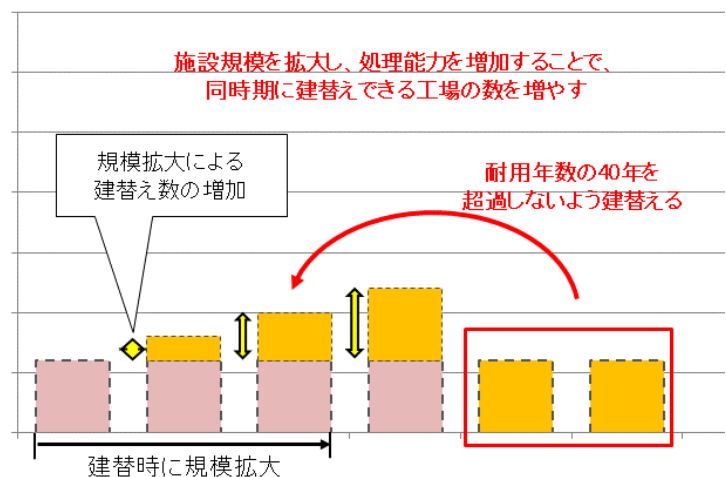 施設規模を拡大し、処理能力を増加することで、
同時期に建替えできる工場の数を増やす
規模拡大による
建替え数の増加
耐用年数の40年を
超過しないよう建替える
建替時に規模拡大